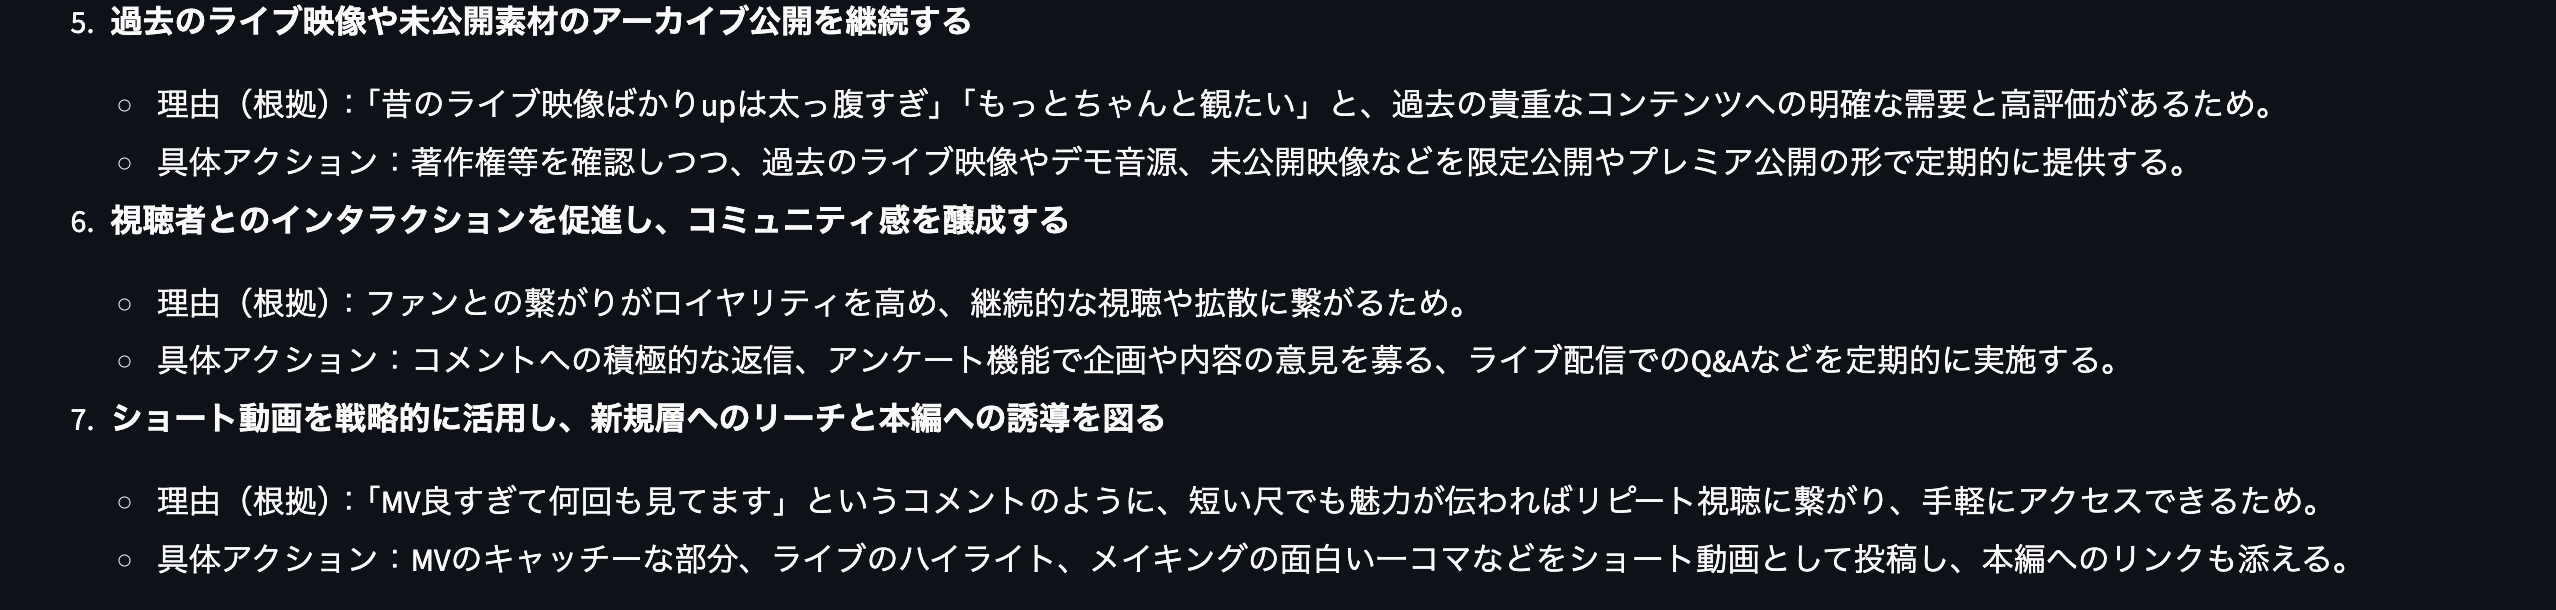 5. 過去のライブ映像や未公開素材のアーカイブ公開を継続する
○ 理由（根拠）：「昔のライブ映像ばかりupは太っ腹すぎ」「もっとちゃんと観たい」と、過去の貴重なコンテンツへの明確な需要と高評価があるため。
○ 具体アクション：著作権等を確認しつつ、過去のライブ映像やデモ音源、未公開映像などを限定公開やプレミア公開の形で定期的に提供する。
6. 視聴者とのインタラクションを促進し、コミュニティ感を醸成する
○ 理由（根拠）：ファンとの繋がりがロイヤリティを高め、継続的な視聴や拡散に繋がるため。
○ 具体アクション：コメントへの積極的な返信、アンケート機能で企画や内容の意見を募る、ライブ配信でのQ&Aなどを定期的に実施する。
7. ショート動画を戦略的に活用し、新規層へのリーチと本編への誘導を図る
○ 理由（根拠）：「MV良すぎて何回も見てます」というコメントのように、短い尺でも魅力が伝わればリピート視聴に繋がり、手軽にアクセスできるため。
○ 具体アクション：MVのキャッチーな部分、ライブのハイライト、メイキングの面白い一コマなどをショート動画として投稿し、本編へのリンクも添える。